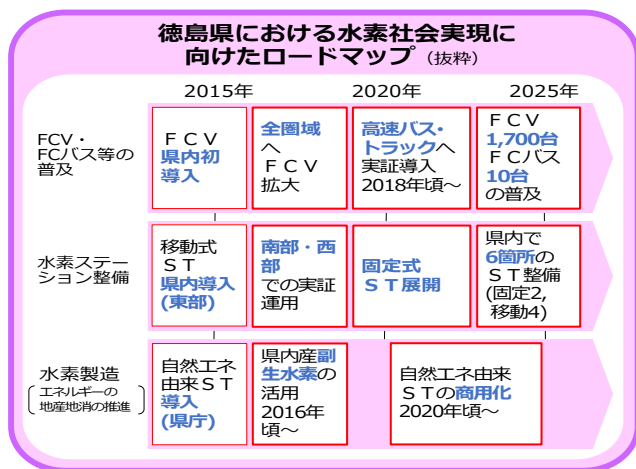 徳島県における水素社会実現に
向けたロードマップ（抜粋）
2015年
2020年
2025年
FCV・
FCバス等の
普及
ＦＣＶ
県内初
導入
全圏域
へ
ＦＣＶ
拡大
高速バス・
トラックへ
実証導入
2018年頃～
ＦＣＶ
1,700台
ＦＣバス
10台
の普及
水素ステー
ション整備
移動式
ＳＴ
県内導入
(東部)
南部・西
部
での実証
運用
固定式
ＳＴ展開
県内で
6箇所の
ＳＴ整備
(固定2,
移動4)
水素製造
エネルギーの
地産地消の推進
自然エネ
由来ＳＴ
導入
(県庁)
県内産副
生水素の
活用
2016年
頃～
自然エネ由来
ＳＴの商用化
2020年頃～